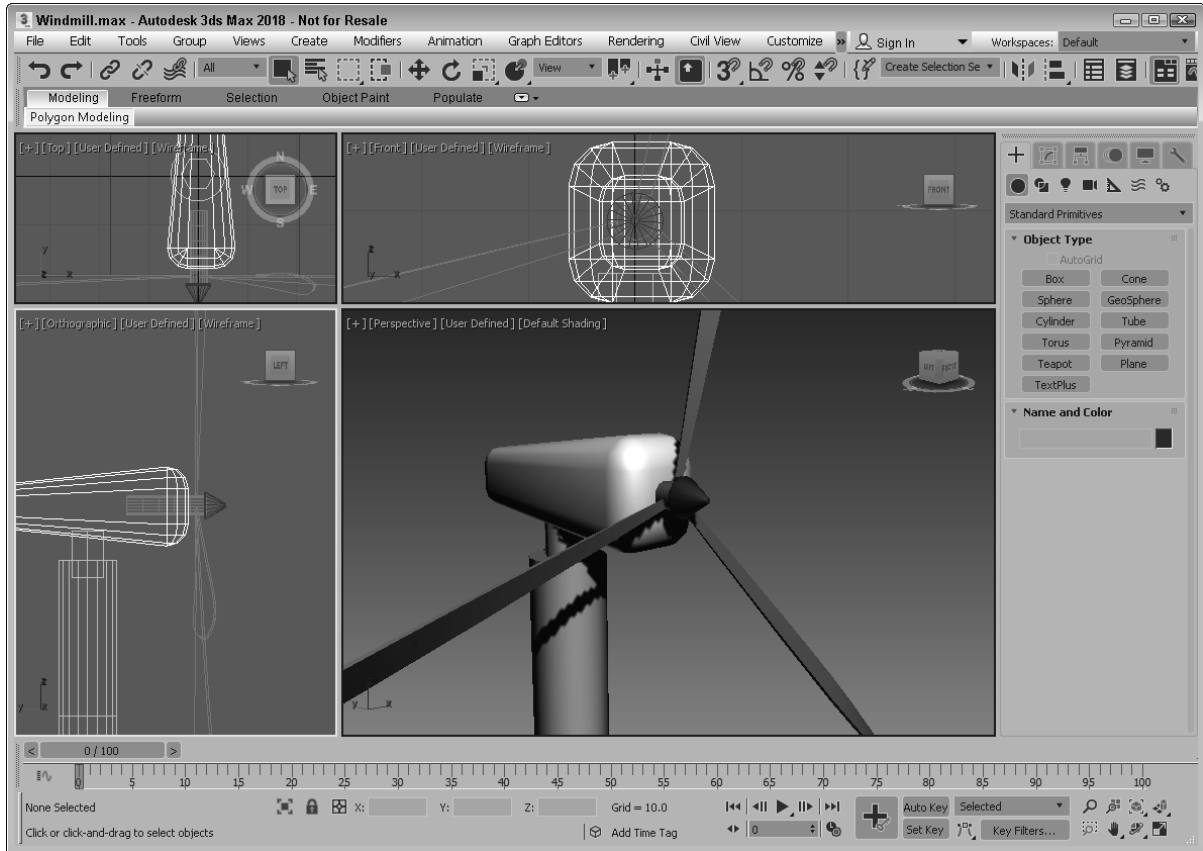 Windmill.max - Autodesk 3ds Max 2018 - Not for Resale
File Edit Tools Group Views Create Modifiers Animation Graph Editors Rendering Civil View Customize » Sign In Workspaces: Default
All View 3 Create Selection Se
Modeling Freeform Selection Object Paint Populate
Polygon Modeling
[+] [Top] [User Defined] [Wireframe]
N
W TOP E
S
y
z x
[+] [Front] [User Defined] [Wireframe]
FRONT
z
y x
[+] [Orthographic] [User Defined] [Wireframe]
LEFT
z
y x
[+] [Perspective] [User Defined] [Default Shading]
LEFT FRONT
y x
Standard Primitives
Object Type
AutoGrid
Box Cone
Sphere GeoSphere
Cylinder Tube
Torus Pyramid
Teapot Plane
TextPlus
Name and Color
< 0 / 100 >
0 5 10 15 20 25 30 35 40 45 50 55 60 65 70 75 80 85 90 95 100
None Selected X: Y: Z: Grid = 10.0 Auto Key Selected
Click or click-and-drag to select objects Add Time Tag 0 Set Key Key Filters...